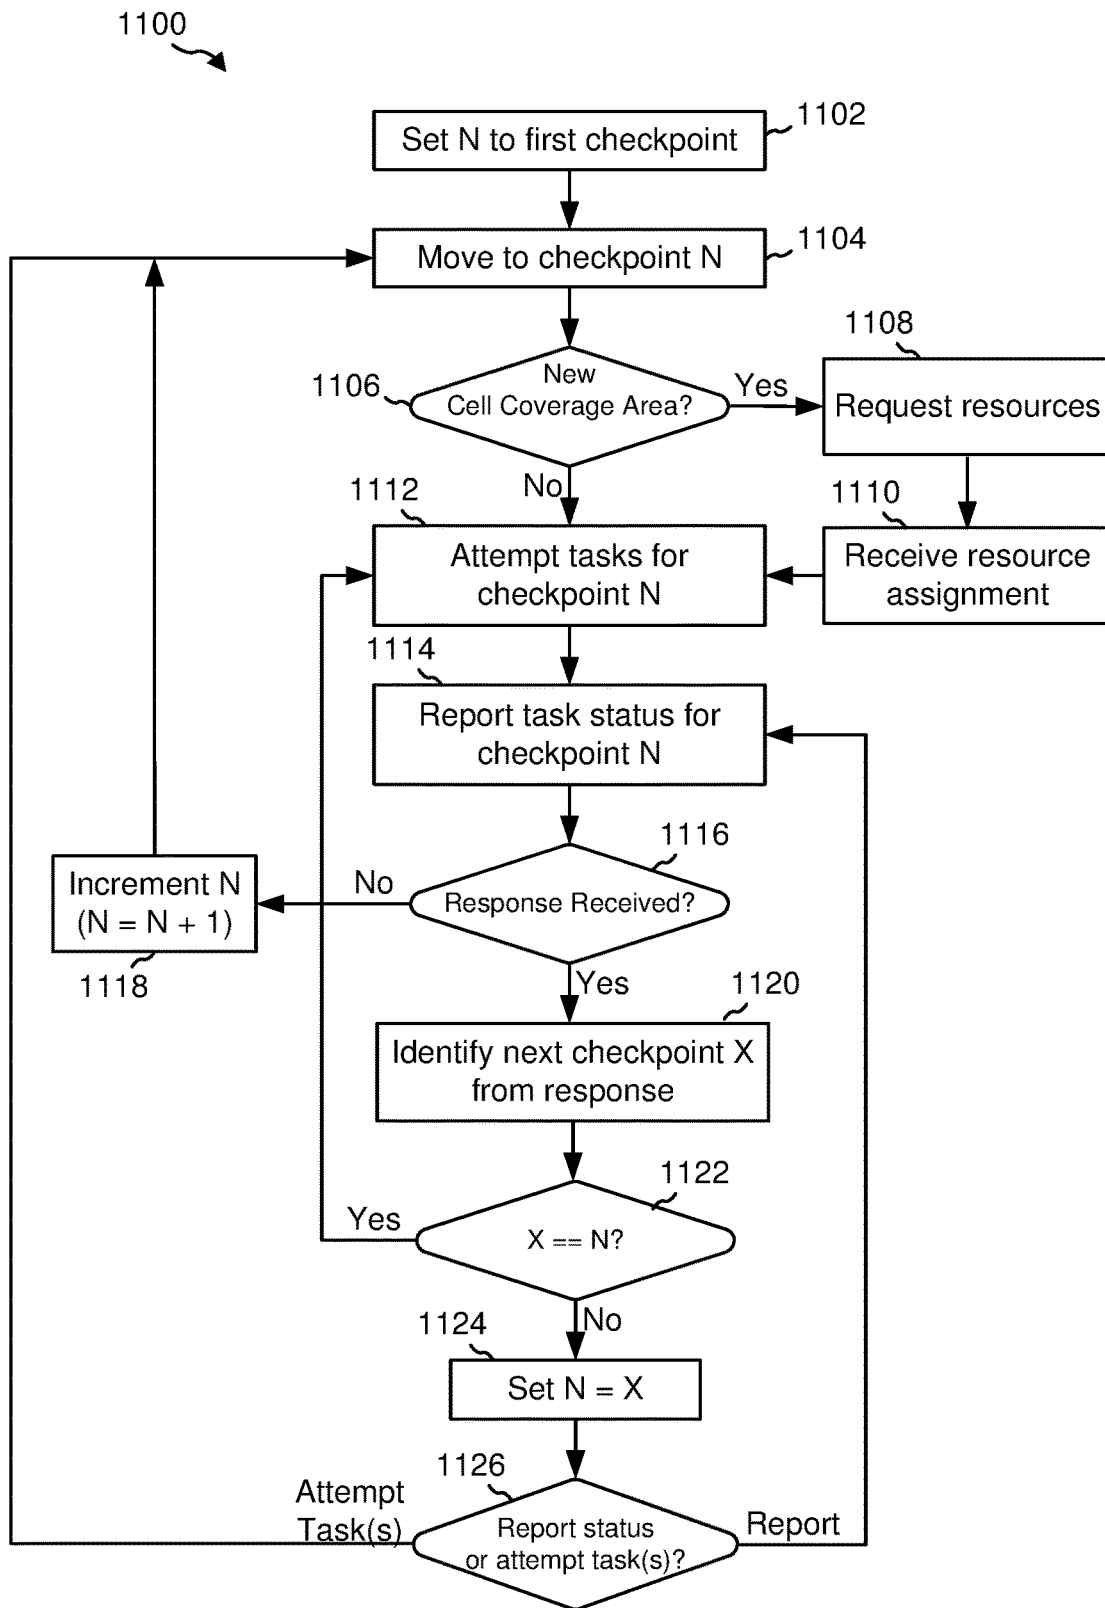 1100
Set N to first checkpoint
1102
Move to checkpoint N
1104
1106
New
Cell Coverage Area?
Yes
No
1108
Request resources
1110
Receive resource
assignment
1112
Attempt tasks for
checkpoint N
1114
Report task status for
checkpoint N
1116
Response Received?
No
Yes
Increment N
(N = N + 1)
1118
1120
Identify next checkpoint X
from response
1122
X == N?
Yes
No
1124
Set N = X
1126
Report status
or attempt task(s)?
Attempt
Task(s)
Report